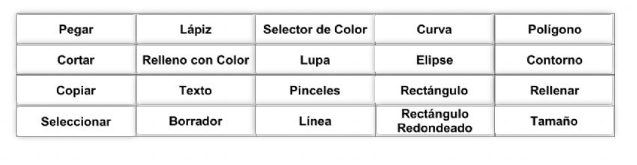 Pegar Lápiz Selector de Color Curva Polígono
Cortar Relleno con Color Lupa Elipse Contorno
Copiar Texto Pinceles Rectángulo Rellenar
Seleccionar Borrador Línea Rectángulo Redondeado Tamaño